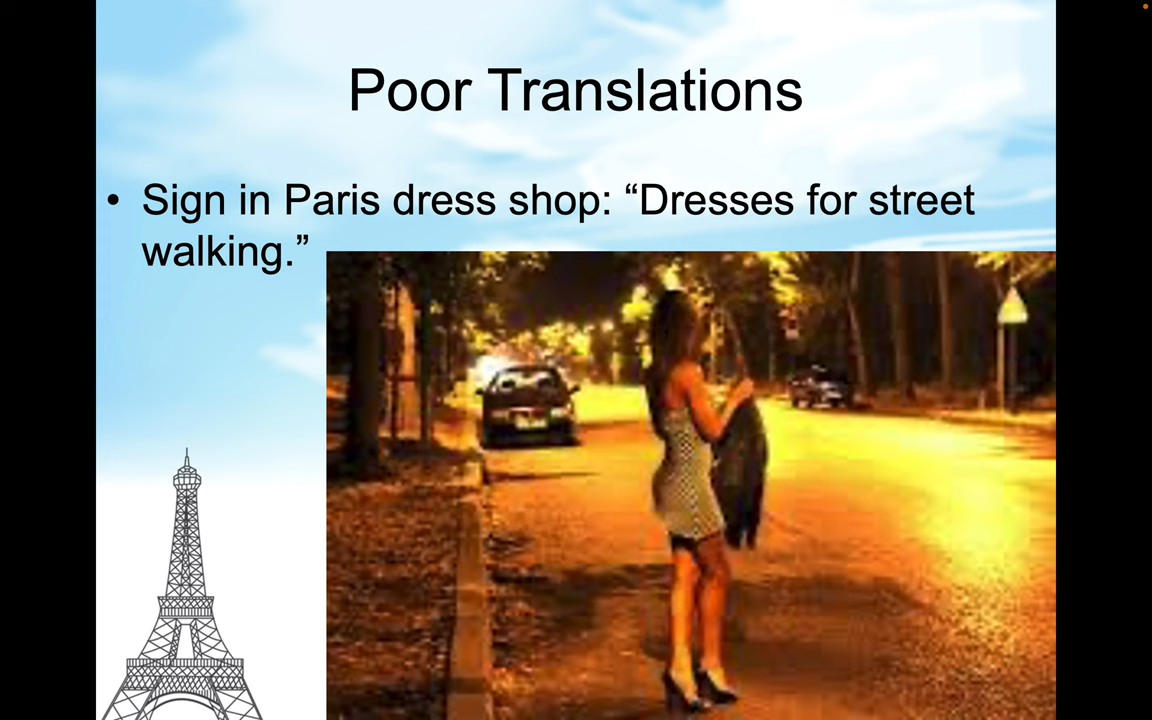 Poor Translations
• Sign in Paris dress shop: “Dresses for street
walking.”